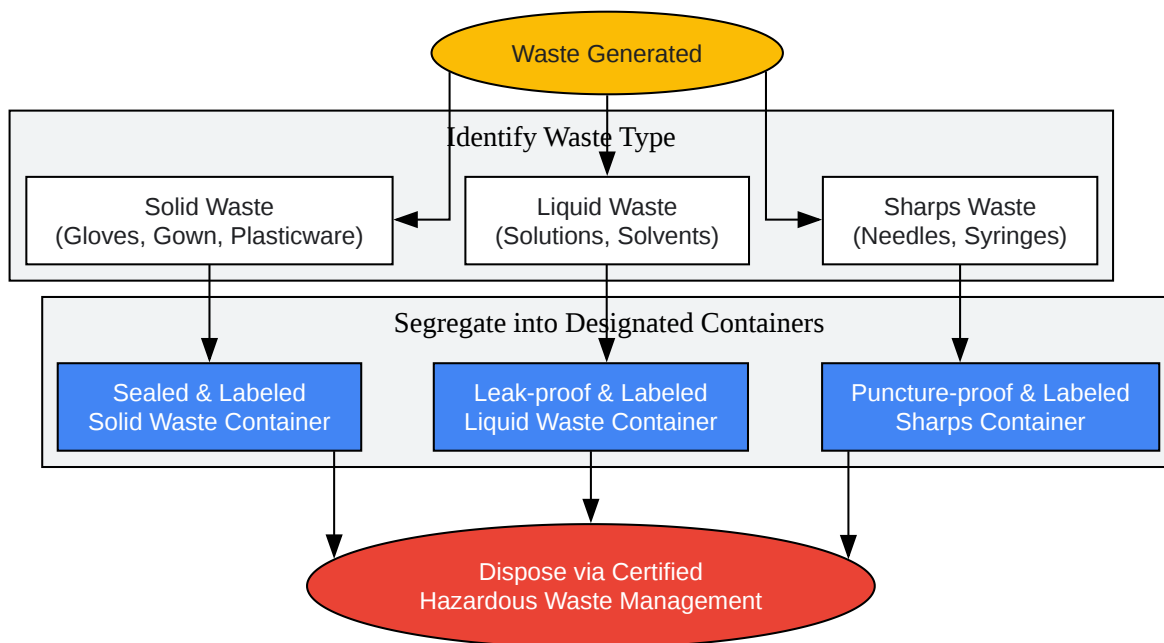 Waste Generated
Identify Waste Type
Solid Waste
(Gloves, Gown, Plasticware)
Liquid Waste
(Solutions, Solvents)
Sharps Waste
(Needles, Syringes)
Segregate into Designated Containers
Sealed & Labeled
Solid Waste Container
Leak-proof & Labeled
Liquid Waste Container
Puncture-proof & Labeled
Sharps Container
Dispose via Certified
Hazardous Waste Management